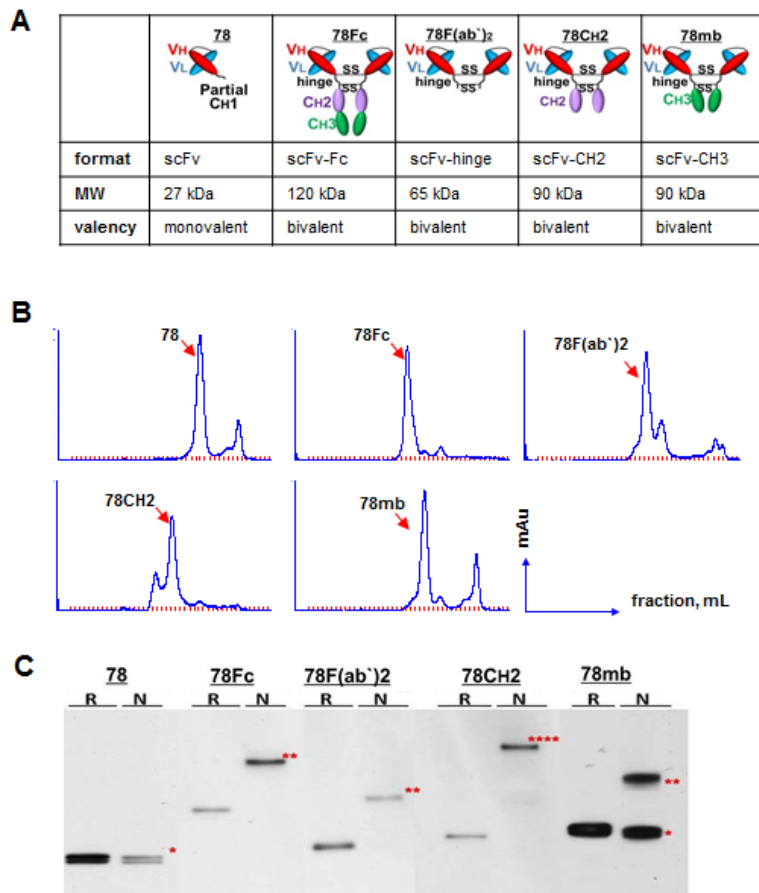 A
78 78Fc 78F(ab`)2 78CH2 78mb
VH VH VH VH VH
VL VL VL VL VL
SS SS SS SS
hinge SS hinge SS hinge SS hinge SS
Partial
CH1
CH2 CH2 CH3
CH3
format scFv scFv-Fc scFv-hinge scFv-CH2 scFv-CH3
MW 27 kDa 120 kDa 65 kDa 90 kDa 90 kDa
valency monovalent bivalent bivalent bivalent bivalent
B
78 78Fc 78F(ab`)2
78CH2 78mb
mAu
fraction, mL
C
78 78Fc 78F(ab`)2 78CH2 78mb
R N R N R N R N R N
** **** **
* ** *